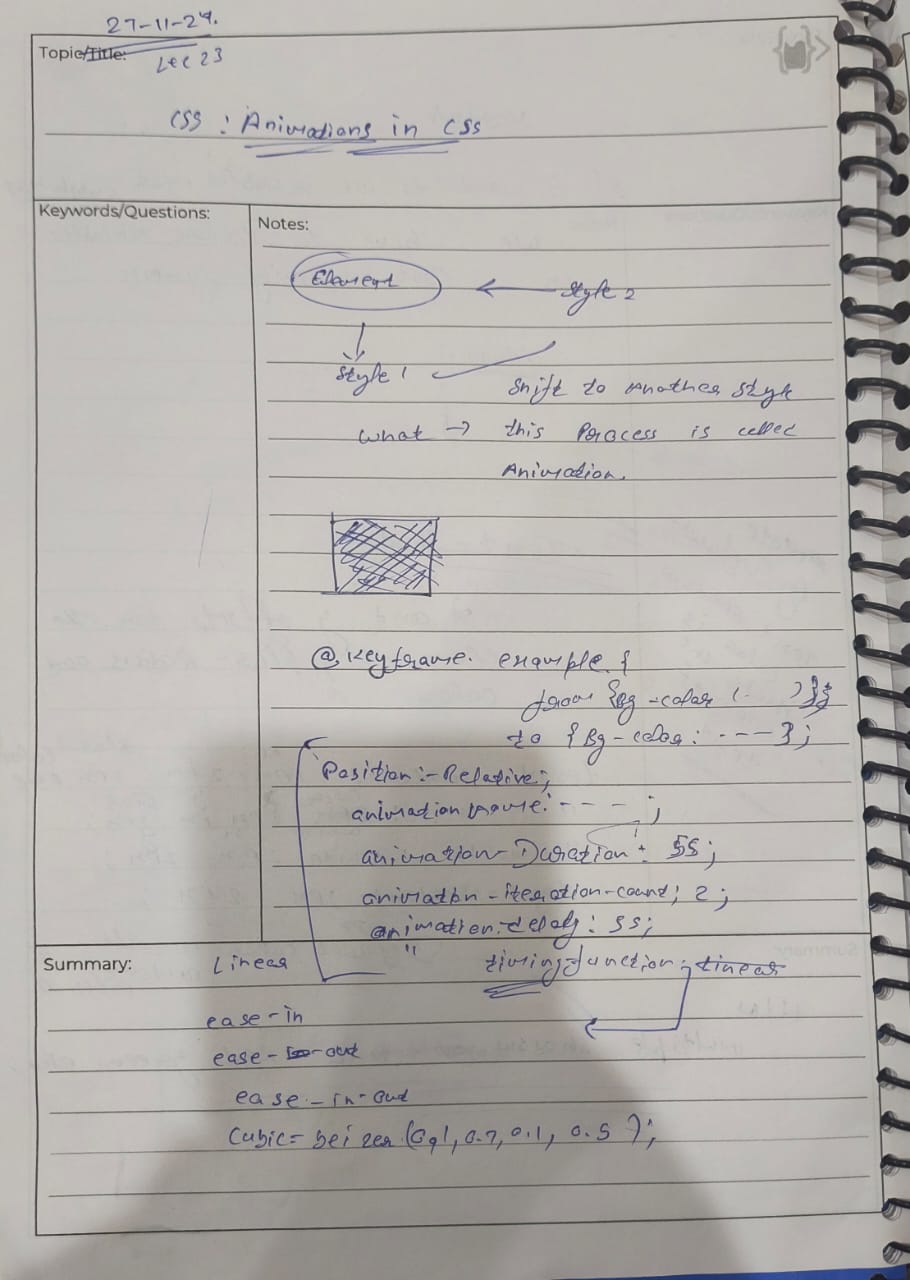 27-11-24.
Topic/Title: Lec 23
CSS : Animations in CSS
Keywords/Questions:
Notes:
Element ← Style 2
↓
Style 1
Shift to another style
what → this Process is called
Animation.
@ keyframe. example. {
from {Bg-color ( - - )}}
to { Bg-color : - - - - };
Position :- Relative;
animation name: - - - - ;
animation-Duration : 5s;
animation-iteration-count; 2;
animation-delay : 5s;
" timing-function : linear
Summary:
Linear
ease-in
ease-out
ease-in-out
Cubic-beizer (0.1, 0.7, 0.1, 0.5 );